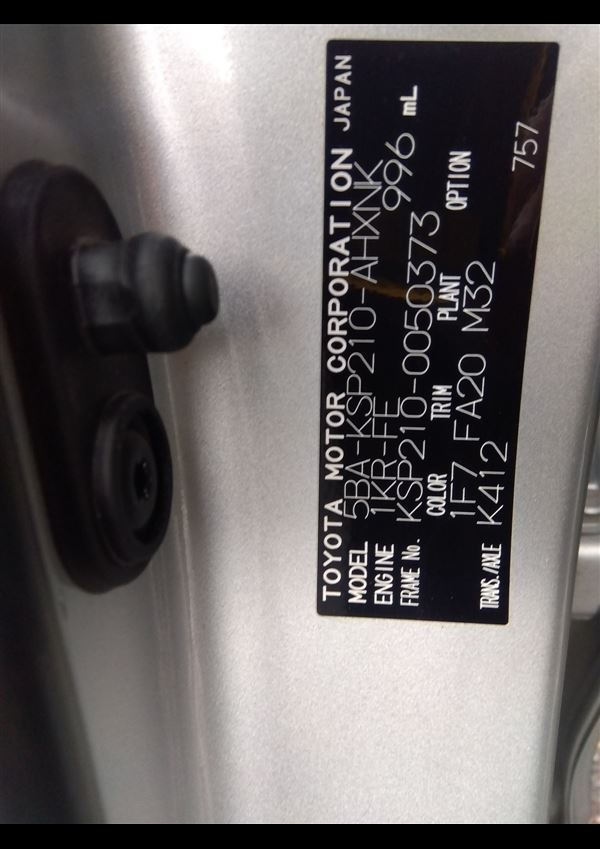 TOYOTA MOTOR CORPORATION JAPAN
MODEL 5BA-KSP210-AHXNK
ENGINE 1KR-FE 996 mL
FRAME No. KSP210-0050373
COLOR TRIM PLANT OPTION
1F7 FA20 M32
TRANS./AXLE K412 757